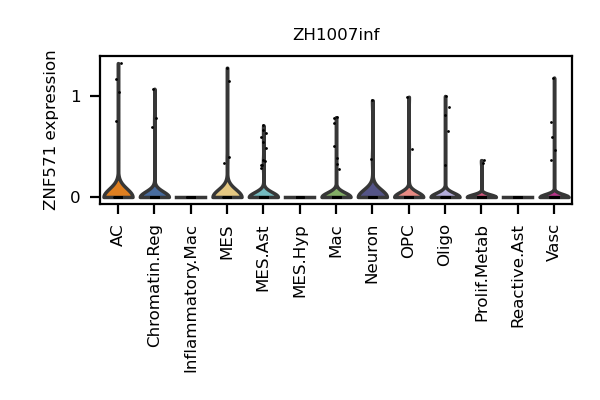 ZH1007inf
ZNF571 expression
1
0
AC
Chromatin.Reg
Inflammatory.Mac
MES
MES.Ast
MES.Hyp
Mac
Neuron
OPC
Oligo
Prolif.Metab
Reactive.Ast
Vasc